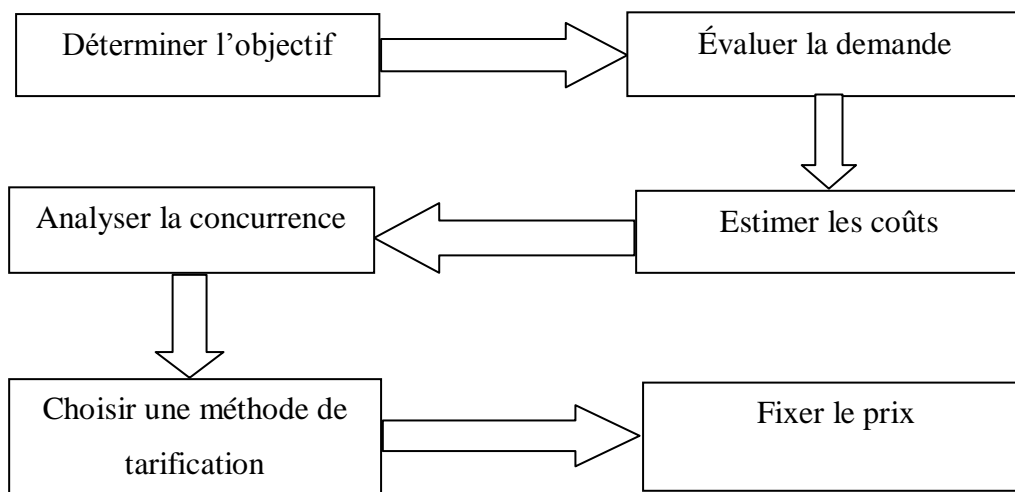 Déterminer l’objectif
Évaluer la demande
Estimer les coûts
Analyser la concurrence
Choisir une méthode de
tarification
Fixer le prix